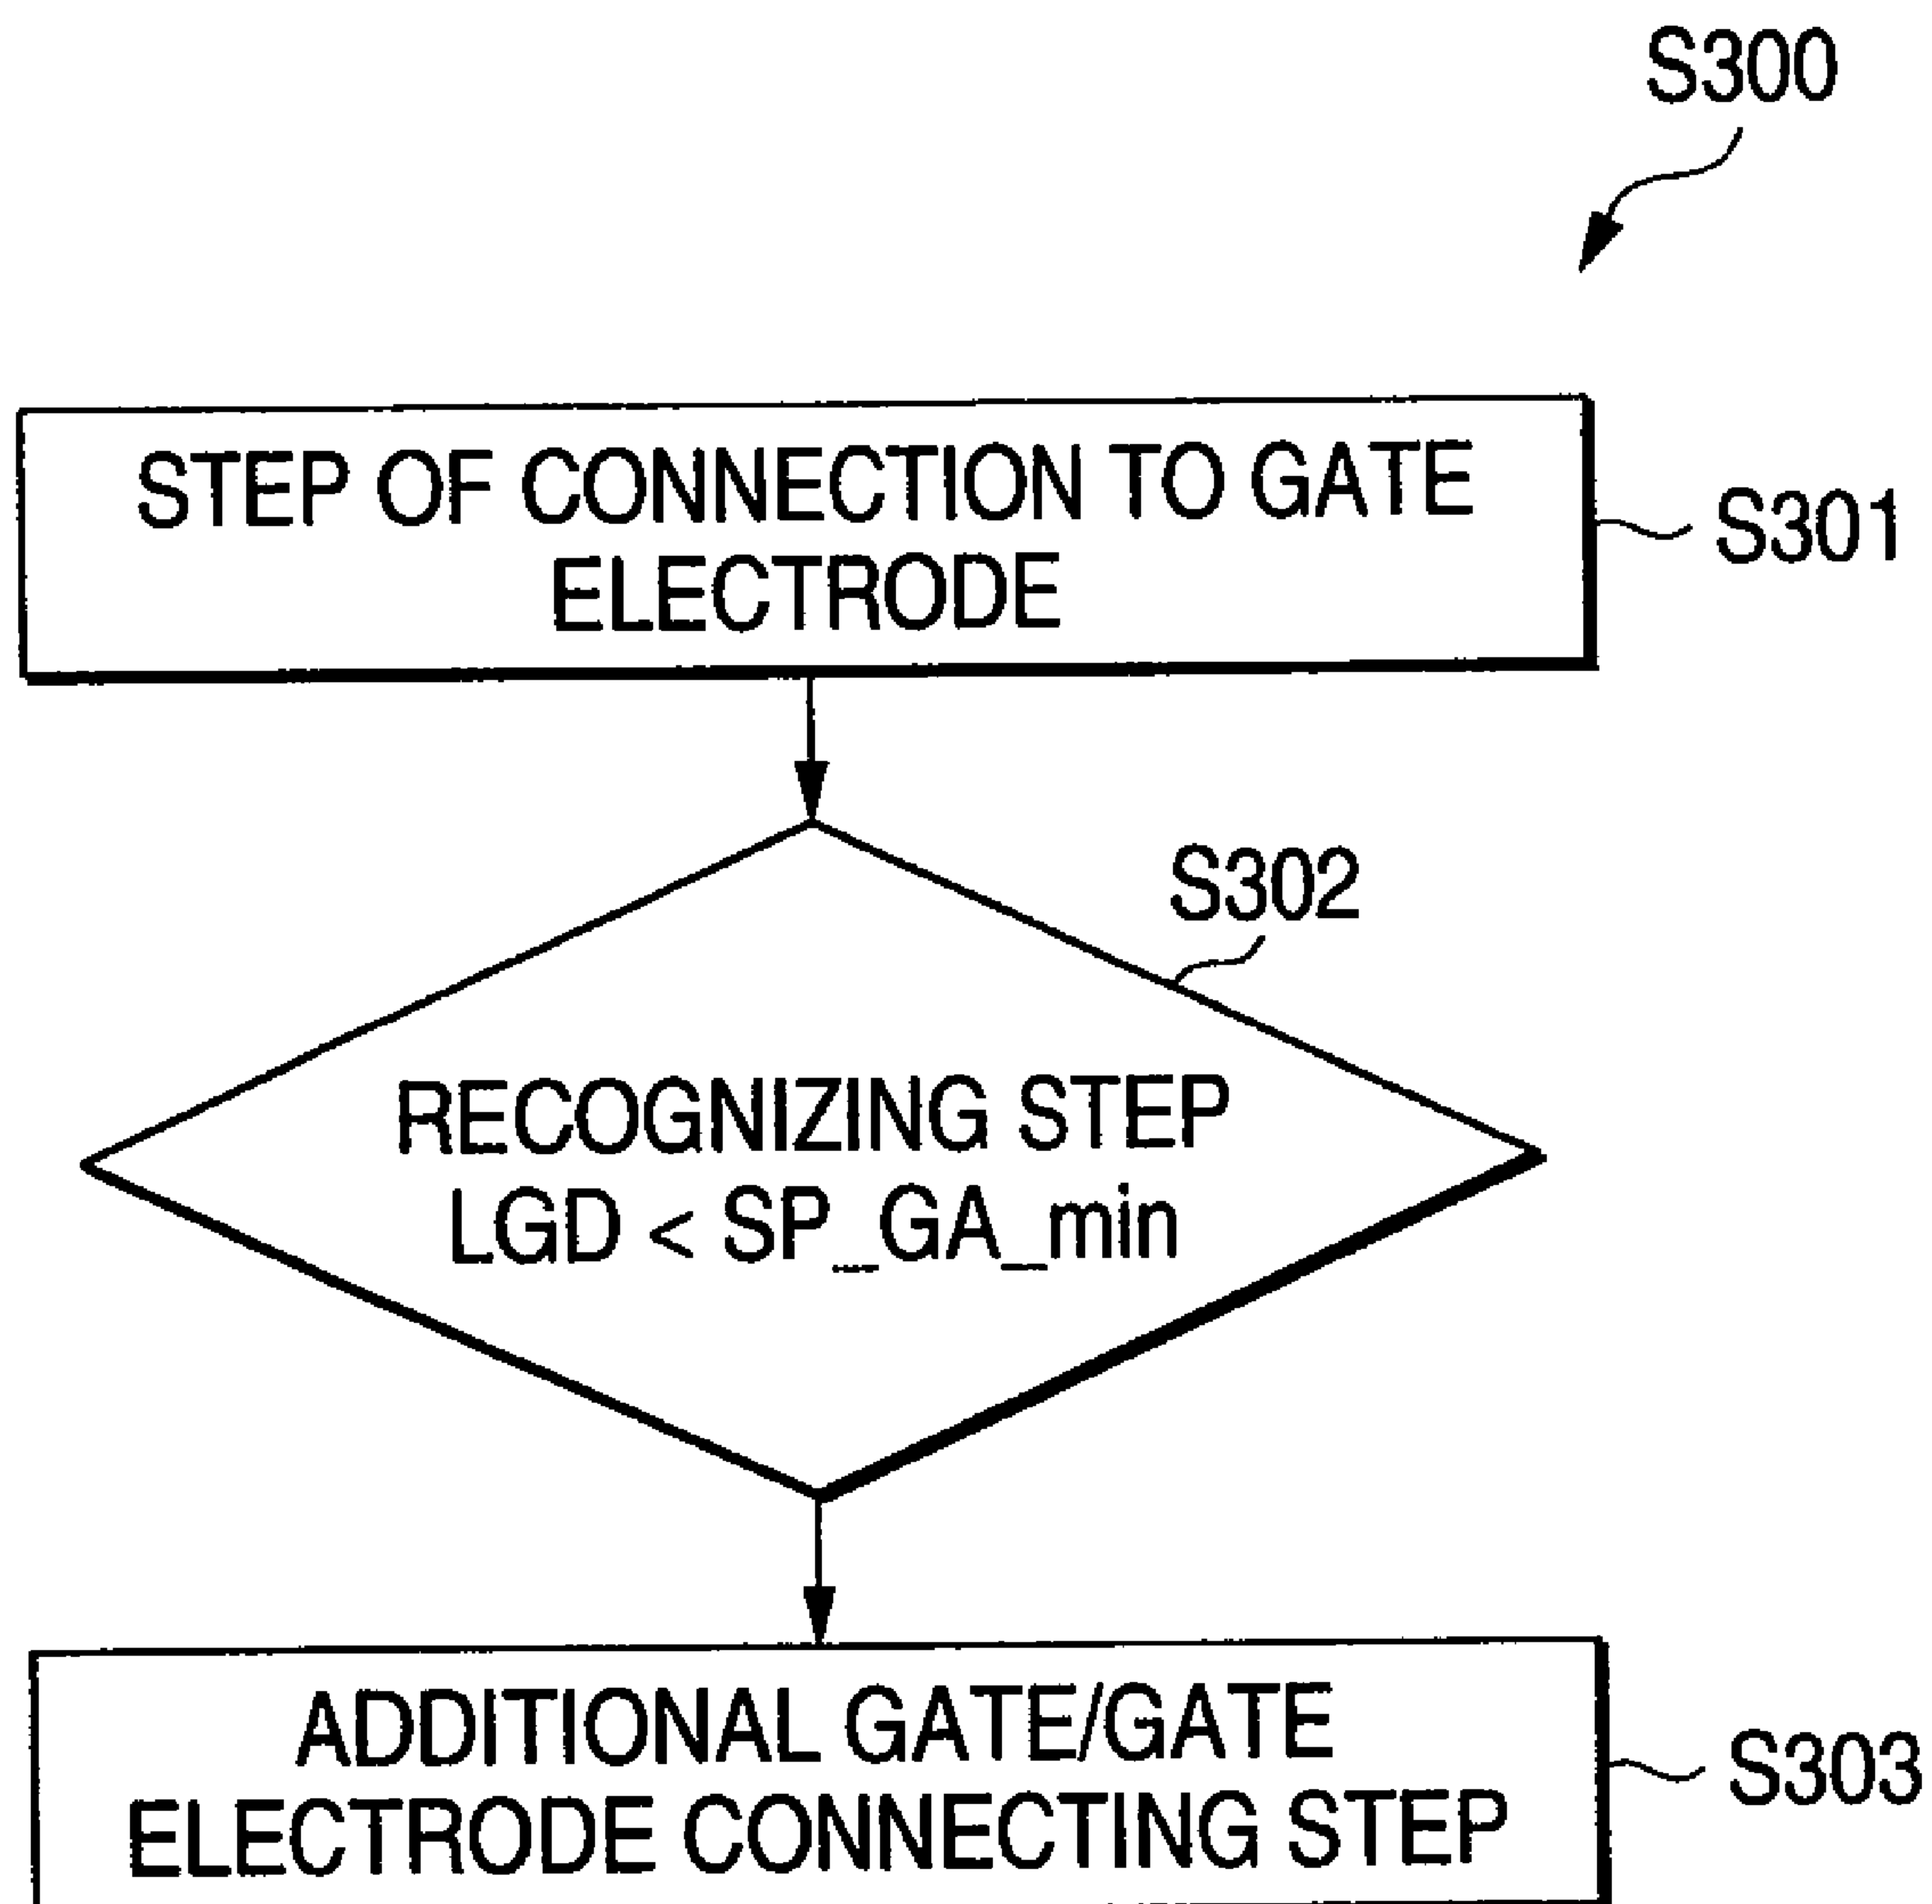 S300
STEP OF CONNECTION TO GATE
ELECTRODE
S301
S302
RECOGNIZING STEP
LGD < SP_GA_min
ADDITIONAL GATE/GATE
ELECTRODE CONNECTING STEP
S303